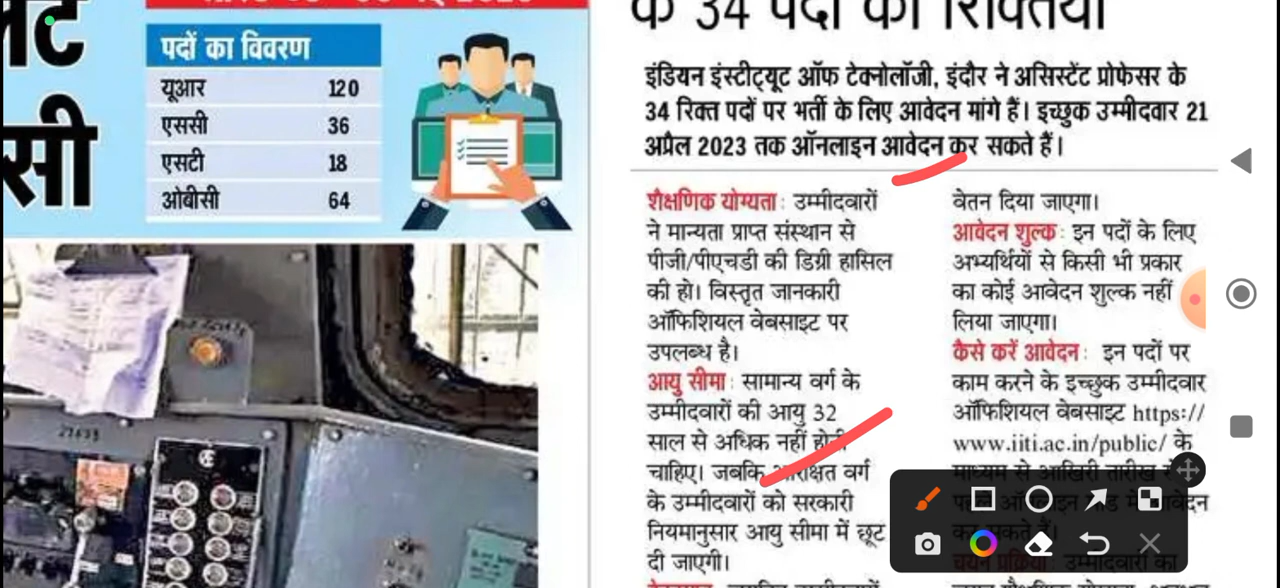 पदों का विवरण
यूआर 120
एससी 36
एसटी 18
ओबीसी 64
सी
के 34 पदों की रिक्तियां
इंडियन इंस्टीट्यूट ऑफ टेक्नोलॉजी, इंदौर ने असिस्टेंट प्रोफेसर के
34 रिक्त पदों पर भर्ती के लिए आवेदन मांगे हैं। इच्छुक उम्मीदवार 21
अप्रैल 2023 तक ऑनलाइन आवेदन कर सकते हैं।
शैक्षणिक योग्यता : उम्मीदवारों
ने मान्यता प्राप्त संस्थान से
पीजी/पीएचडी की डिग्री हासिल
की हो। विस्तृत जानकारी
ऑफिशियल वेबसाइट पर
उपलब्ध है।
आयु सीमा : सामान्य वर्ग के
उम्मीदवारों की आयु 32
साल से अधिक नहीं होनी
चाहिए। जबकि आरक्षित वर्ग
के उम्मीदवारों को सरकारी
नियमानुसार आयु सीमा में छूट
दी जाएगी।
वेतन दिया जाएगा।
आवेदन शुल्क : इन पदों के लिए
अभ्यर्थियों से किसी भी प्रकार
का कोई आवेदन शुल्क नहीं
लिया जाएगा।
कैसे करें आवेदन : इन पदों पर
काम करने के इच्छुक उम्मीदवार
ऑफिशियल वेबसाइट https://
www.iiti.ac.in/public/ के
माध्यम से आखिरी तारीख से